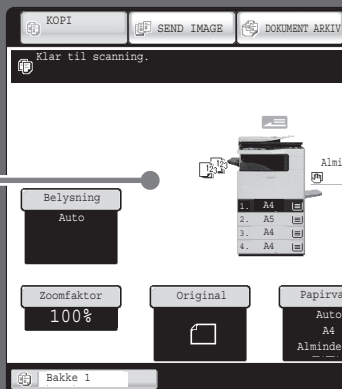 KOPI
SEND IMAGE
DOKUMENT ARKIV
Klar til scanning.
Almi
Belysning
Auto
1. A4
2. A5
3. A4
4. A4
Zoomfaktor
100%
Original
Papirva
Auto
A4
Alminde
Bakke 1